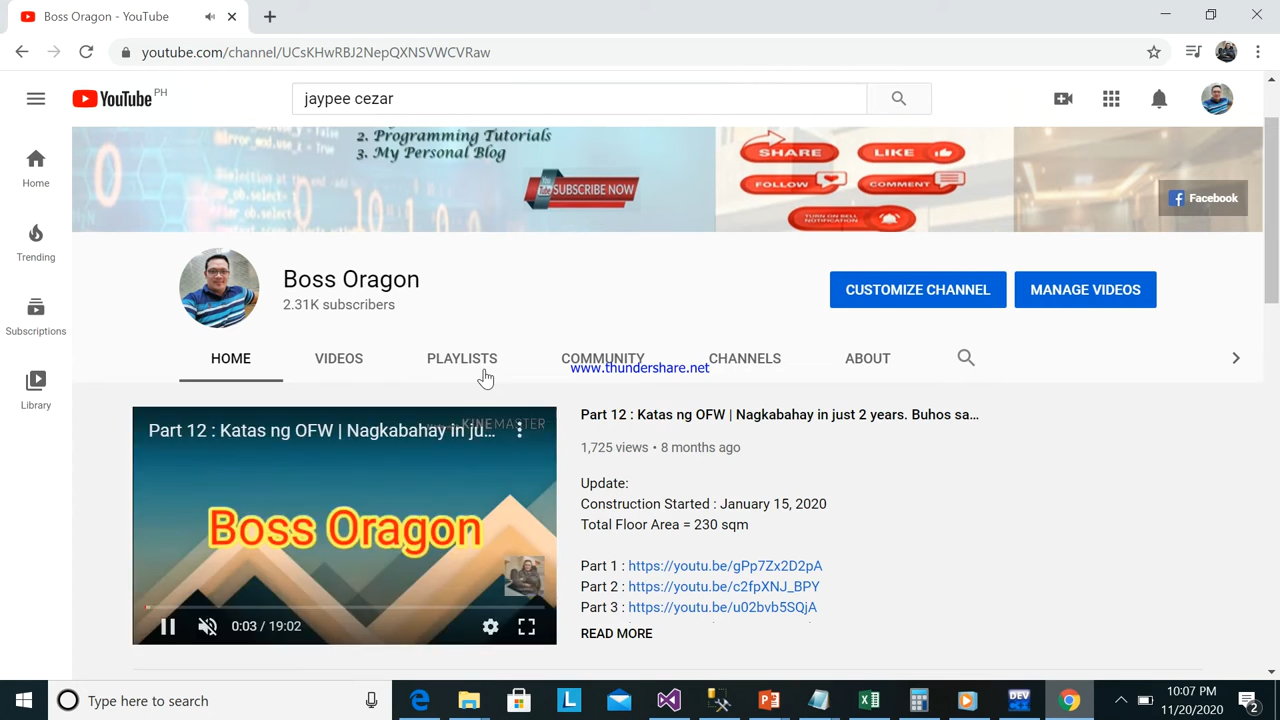 Boss Oragon - YouTube
youtube.com/channel/UCsKHwRBJ2NepQXNSVWCVRaw
YouTube PH
jaypee cezar
Home
Trending
Subscriptions
Library
2. Programming Tutorials
3. My Personal Blog
SUBSCRIBE NOW
SHARE
LIKE
FOLLOW
COMMENT
TURN ON BELL
NOTIFICATION
Facebook
Boss Oragon
2.31K subscribers
CUSTOMIZE CHANNEL
MANAGE VIDEOS
HOME
VIDEOS
PLAYLISTS
COMMUNITY
CHANNELS
ABOUT
www.thundershare.net
Part 12 : Katas ng OFW | Nagkabahay in ju...
KINEMASTER
Boss Oragon
0:03 / 19:02
Part 12 : Katas ng OFW | Nagkabahay in just 2 years. Buhos sa...
1,725 views • 8 months ago
Update:
Construction Started : January 15, 2020
Total Floor Area = 230 sqm
Part 1 : https://youtu.be/gPp7Zx2D2pA
Part 2 : https://youtu.be/c2fpXNJ_BPY
Part 3 : https://youtu.be/u02bvb5SQjA
READ MORE
Type here to search
DEV
10:07 PM
11/20/2020
2